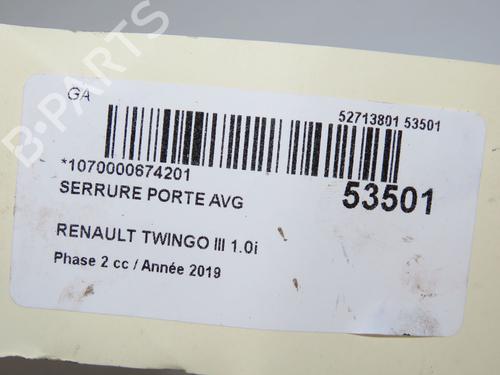 GA
52713801 53501
*1070000674201
53501
SERRURE PORTE AVG
RENAULT TWINGO III 1.0i
Phase 2 cc / Année 2019
B-PARTS